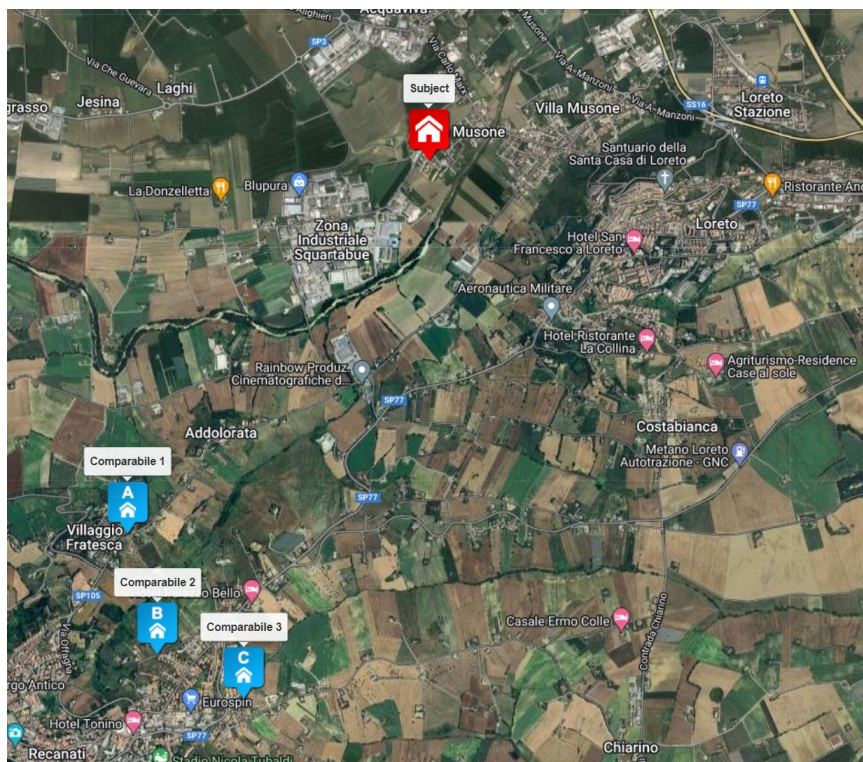 Alighieri
Acquaviva
SP3
Via Carlo Marx
Musone
Via Che Guevara
Laghi
Jesina
grasso
Subject
Via A. Manzoni
Villa Musone
Loreto
Stazione
SS16
Via A. Manzoni
Musone
Santuario della
Santa Casa di Loreto
La Donzelletta
Blupura
Ristorante And
SP77
Loreto
Zona
Industriale
Squartabue
Hotel San
Francesco a Loreto
Aeronautica Militare
Hotel Ristorante
La Collina
Agriturismo-Residence
Case al sole
Rainbow Produz.
Cinematografiche d...
SP77
Addolorata
Costabianca
Metano Loreto
Autotrazione - GNC
Comparabile 1
A
SP77
Villaggio
Fratesca
Comparabile 2
SP105
Bello
B
Comparabile 3
Casale Ermo Colle
Via Offagna
Contrada Chiarino
C
rgo Antico
Eurospin
Hotel Tonino
SP77
Recanati
Stadio Nicola Tubaldi
Chiarino